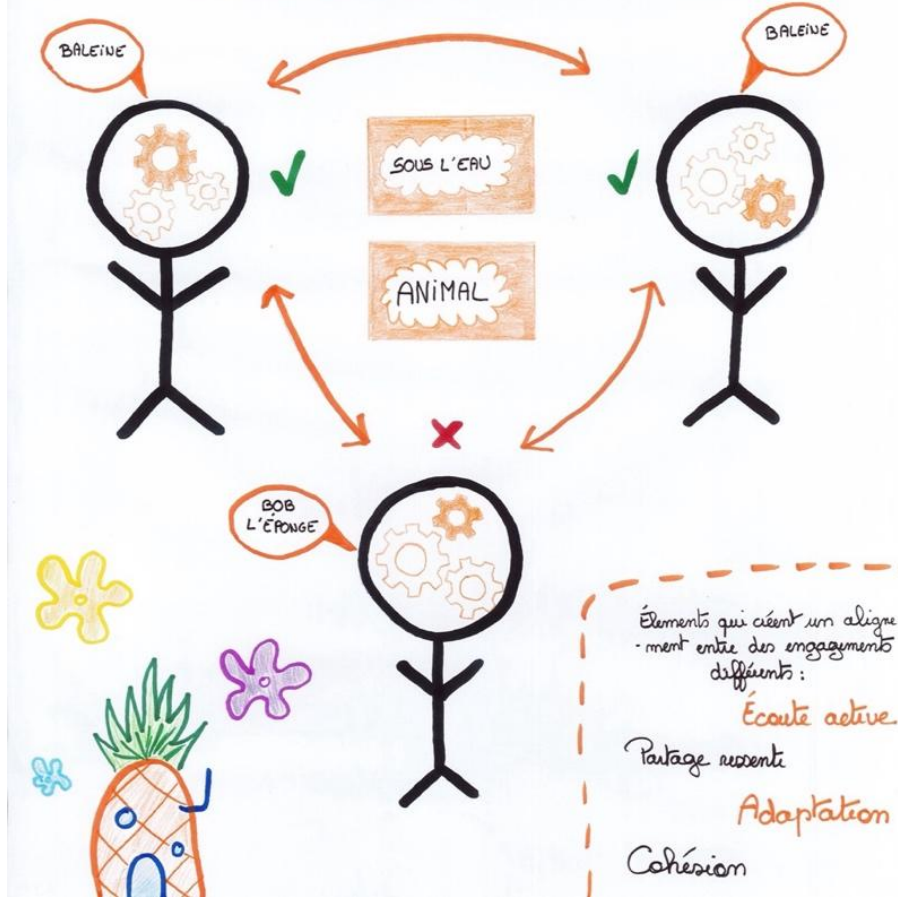 BALEINE
BALEINE
SOUS L'EAU
ANIMAL
BOB
L'ÉPONGE
Élements qui créent un aligne
-ment entre des engagements
différents :
Écoute active
Partage ressenti
Adaptation
Cohésion